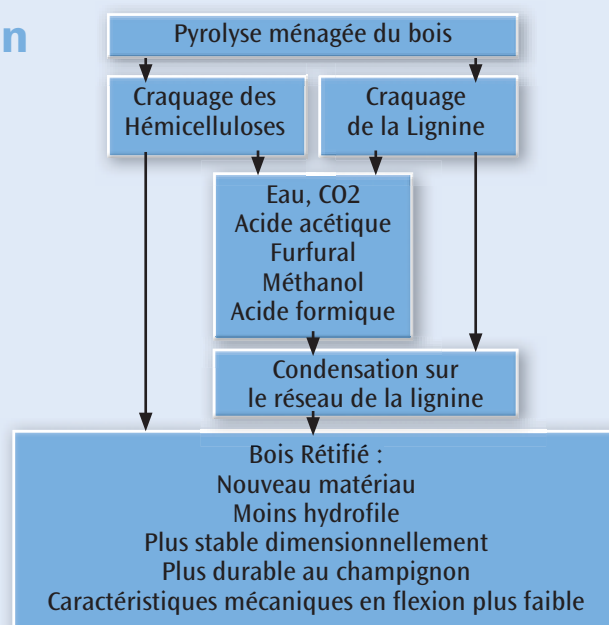 n
Pyrolyse ménagée du bois
Craquage des
Hémicelluloses
Craquage
de la Lignine
Eau, CO2
Acide acétique
Furfural
Méthanol
Acide formique
Condensation sur
le réseau de la lignine
Bois Rétifié :
Nouveau matériau
Moins hydrofile
Plus stable dimensionnellement
Plus durable au champignon
Caractéristiques mécaniques en flexion plus faible